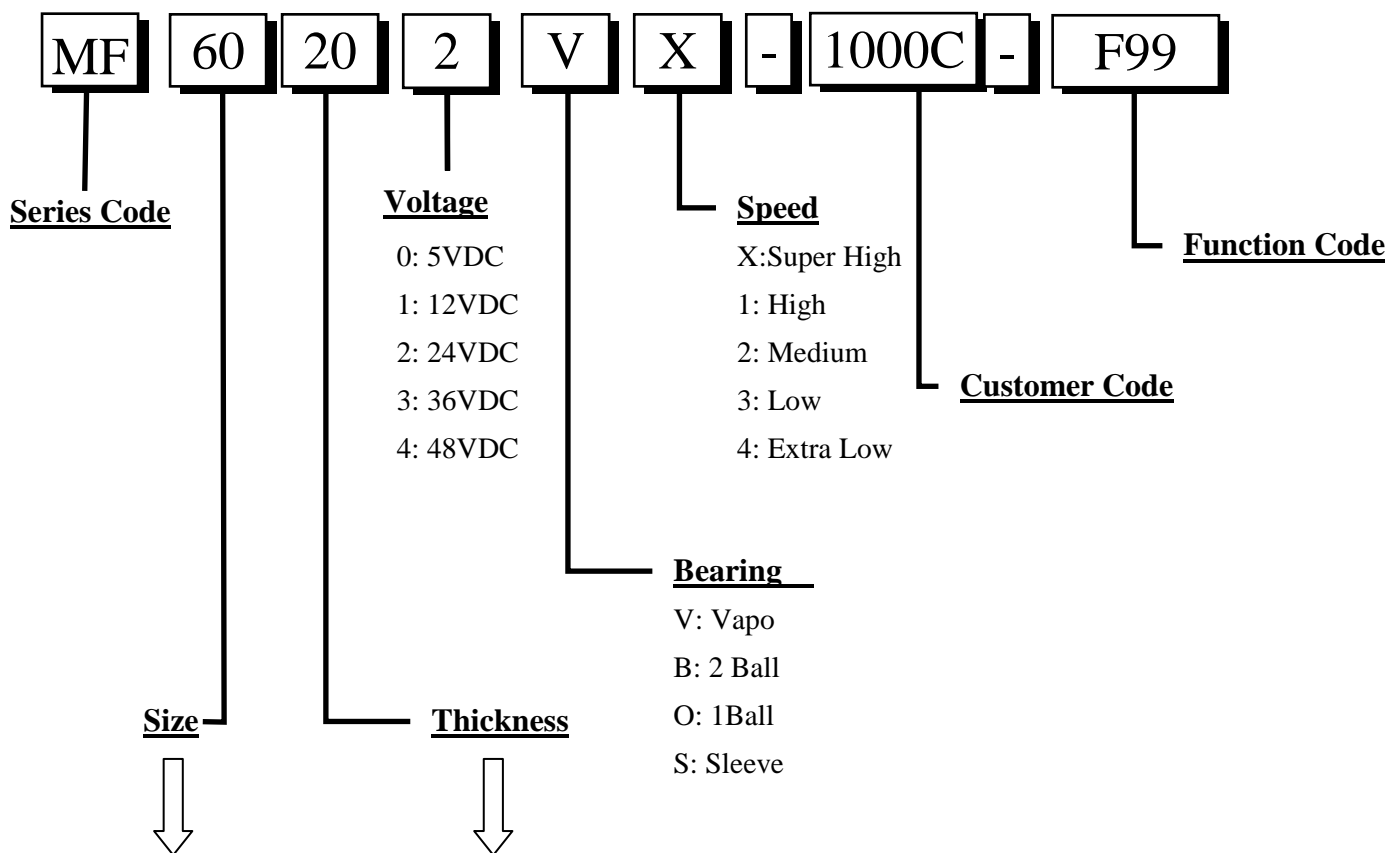 MF 60 20 2 V X - 1000C - F99
Series Code
Voltage
0: 5VDC
1: 12VDC
2: 24VDC
3: 36VDC
4: 48VDC
Speed
X:Super High
1: High
2: Medium
3: Low
4: Extra Low
Function Code
Customer Code
Bearing
V: Vapo
B: 2 Ball
O: 1Ball
S: Sleeve
Size
Thickness